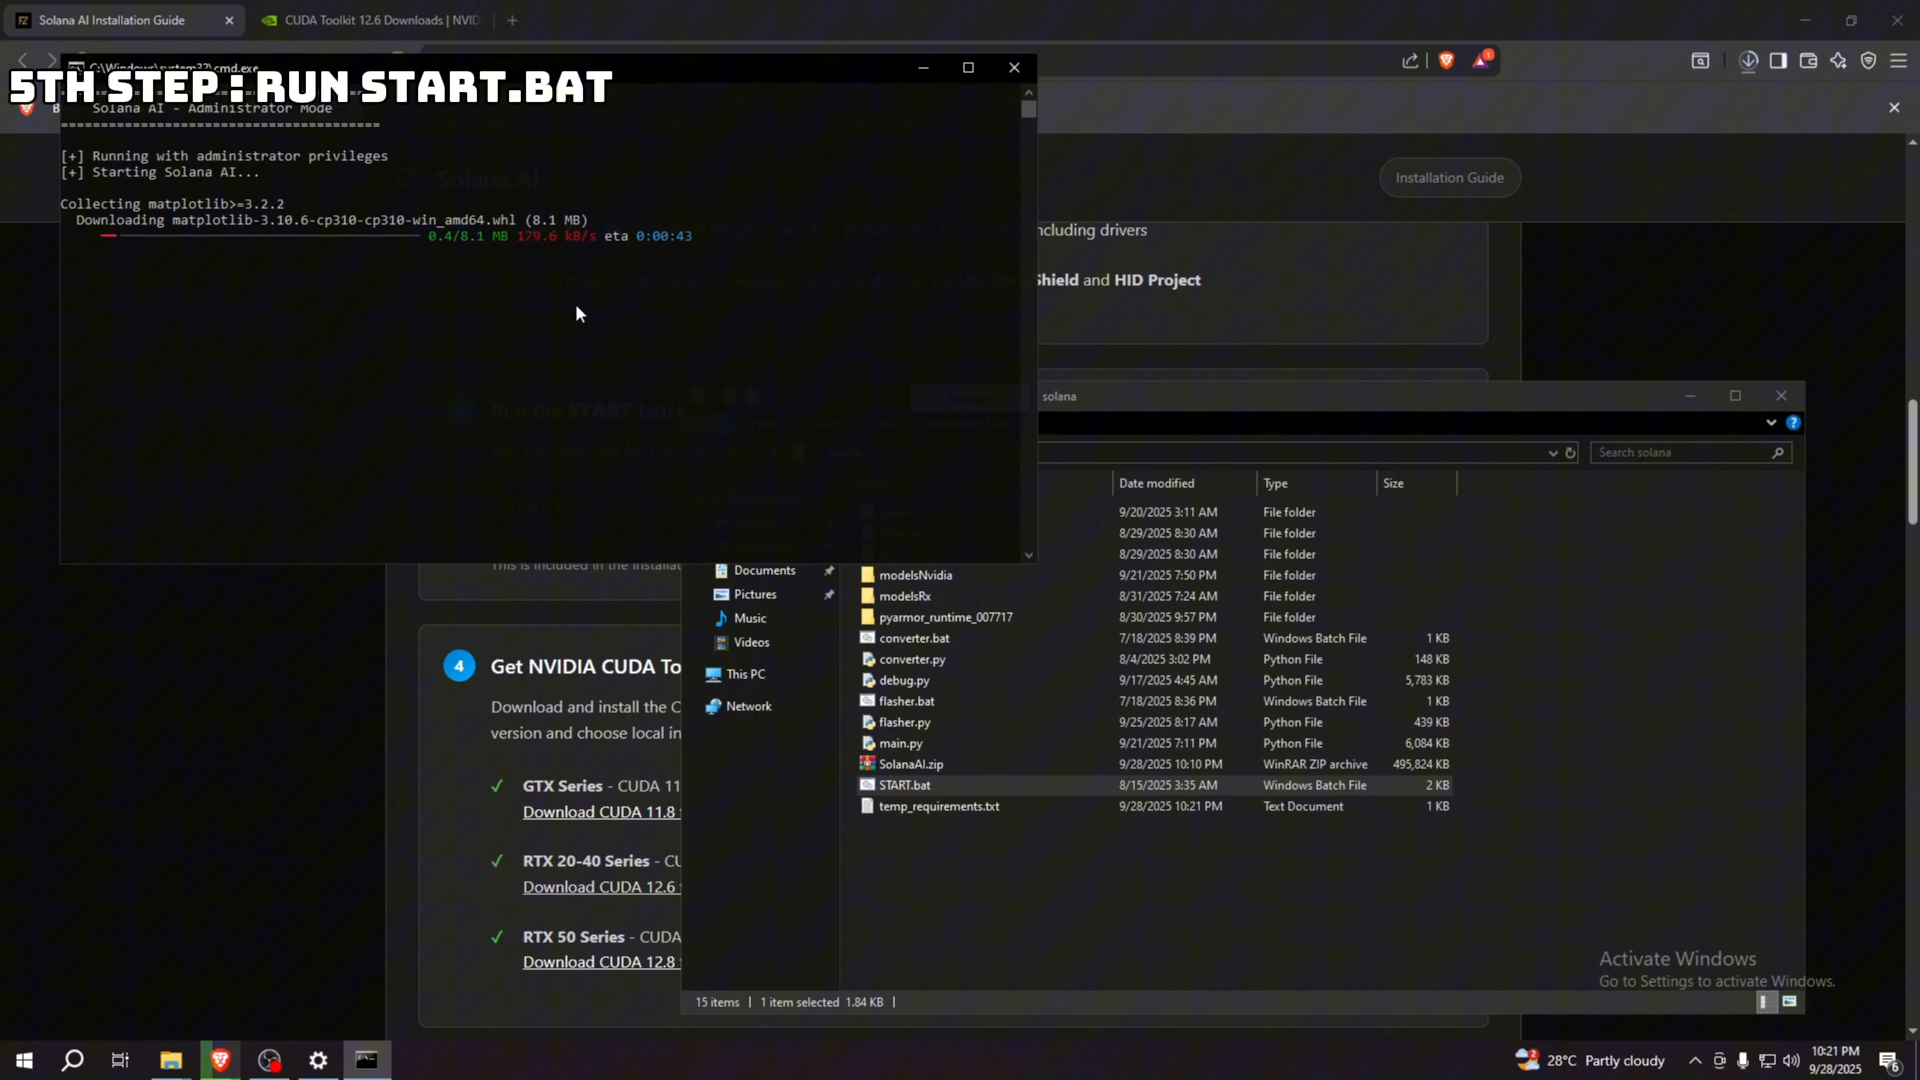 Solana AI Installation Guide
CUDA Toolkit 12.6 Downloads | NVID
C:\Windows\system32\cmd.exe
5TH STEP : RUN START.BAT
Solana AI - Administrator Mode
========================================
[+] Running with administrator privileges
[+] Starting Solana AI...
Collecting matplotlib>=3.2.2
Downloading matplotlib-3.10.6-cp310-cp310-win_amd64.whl (8.1 MB)
0.4/8.1 MB 179.6 kB/s eta 0:00:43
Solana AI
Installation Guide
including drivers
Shield and HID Project
Run the START batch
solana
Search solana
Date modified
Type
Size
9/20/2025 3:11 AM File folder
8/29/2025 8:30 AM File folder
8/29/2025 8:30 AM File folder
modelsNvidia 9/21/2025 7:50 PM File folder
modelsRx 8/31/2025 7:24 AM File folder
pyarmor_runtime_007717 8/30/2025 9:57 PM File folder
converter.bat 7/18/2025 8:39 PM Windows Batch File 1 KB
converter.py 8/4/2025 3:02 PM Python File 148 KB
debug.py 9/17/2025 4:45 AM Python File 5,783 KB
flasher.bat 7/18/2025 8:36 PM Windows Batch File 1 KB
flasher.py 9/25/2025 8:17 AM Python File 439 KB
main.py 9/21/2025 7:11 PM Python File 6,084 KB
SolanaAI.zip 9/28/2025 10:10 PM WinRAR ZIP archive 495,824 KB
START.bat 8/15/2025 3:35 AM Windows Batch File 2 KB
temp_requirements.txt 9/28/2025 10:21 PM Text Document 1 KB
Documents
Pictures
Music
Videos
This PC
Network
15 items
1 item selected 1.84 KB
This is included in the installat
4
Get NVIDIA CUDA To
Download and install the C
version and choose local in
GTX Series - CUDA 11
Download CUDA 11.8
RTX 20-40 Series - CU
Download CUDA 12.6
RTX 50 Series - CUDA
Download CUDA 12.8
Activate Windows
Go to Settings to activate Windows.
28°C Partly cloudy
10:21 PM
9/28/2025